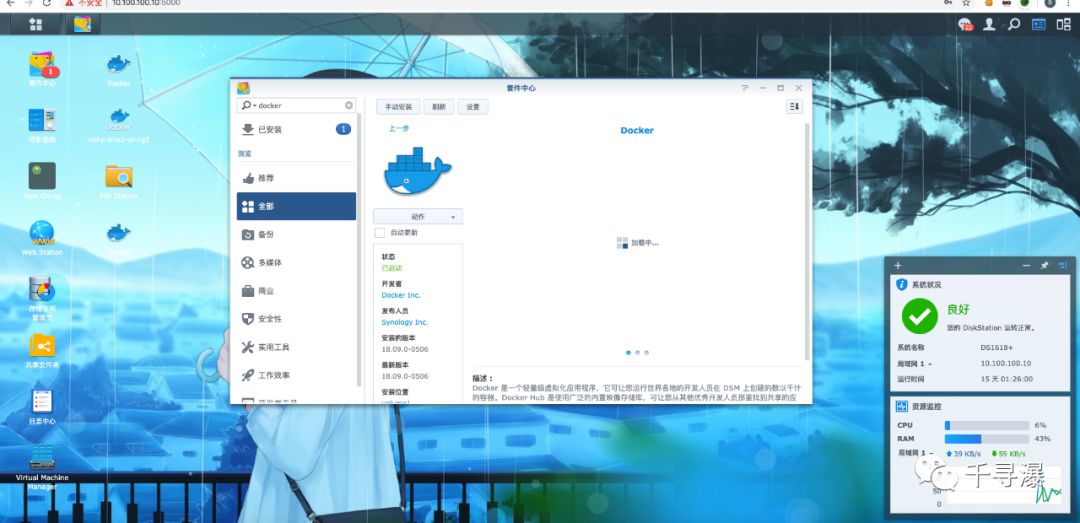 不安全
10.100.100.10:5000
套件中心
1
Docker
控制面板
New Group
File Station
Web Station
存储空间
管理员
共享文件夹
日志中心
Virtual Machine
Manager
套件中心
docker
已安装
1
浏览
推荐
全部
备份
多媒体
商业
安全性
实用工具
工作效率
开发者工具
手动安装
刷新
设置
上一步
动作
自动更新
状态
已启动
开发者
Docker Inc.
发布人员
Synology Inc.
安装的版本
18.09.0-0506
最新版本
18.09.0-0506
安装位置
Docker
加载中...
描述：
Docker 是一个轻量级虚拟化应用程序，它可让您运行世界各地的开发人员在 DSM 上创建的数以千计
的容器。Docker Hub 是使用广泛的内置映像存储库，可让您从其他优秀开发人员那里找到共享的应
系统状况
良好
您的 DiskStation 运转正常。
系统名称
DS1618+
局域网 1
10.100.100.10
运行时间
15 天 01:26:00
资源监控
CPU
6%
RAM
43%
局域网 1
39 KB/s
59 KB/s
50
0
千寻瀑